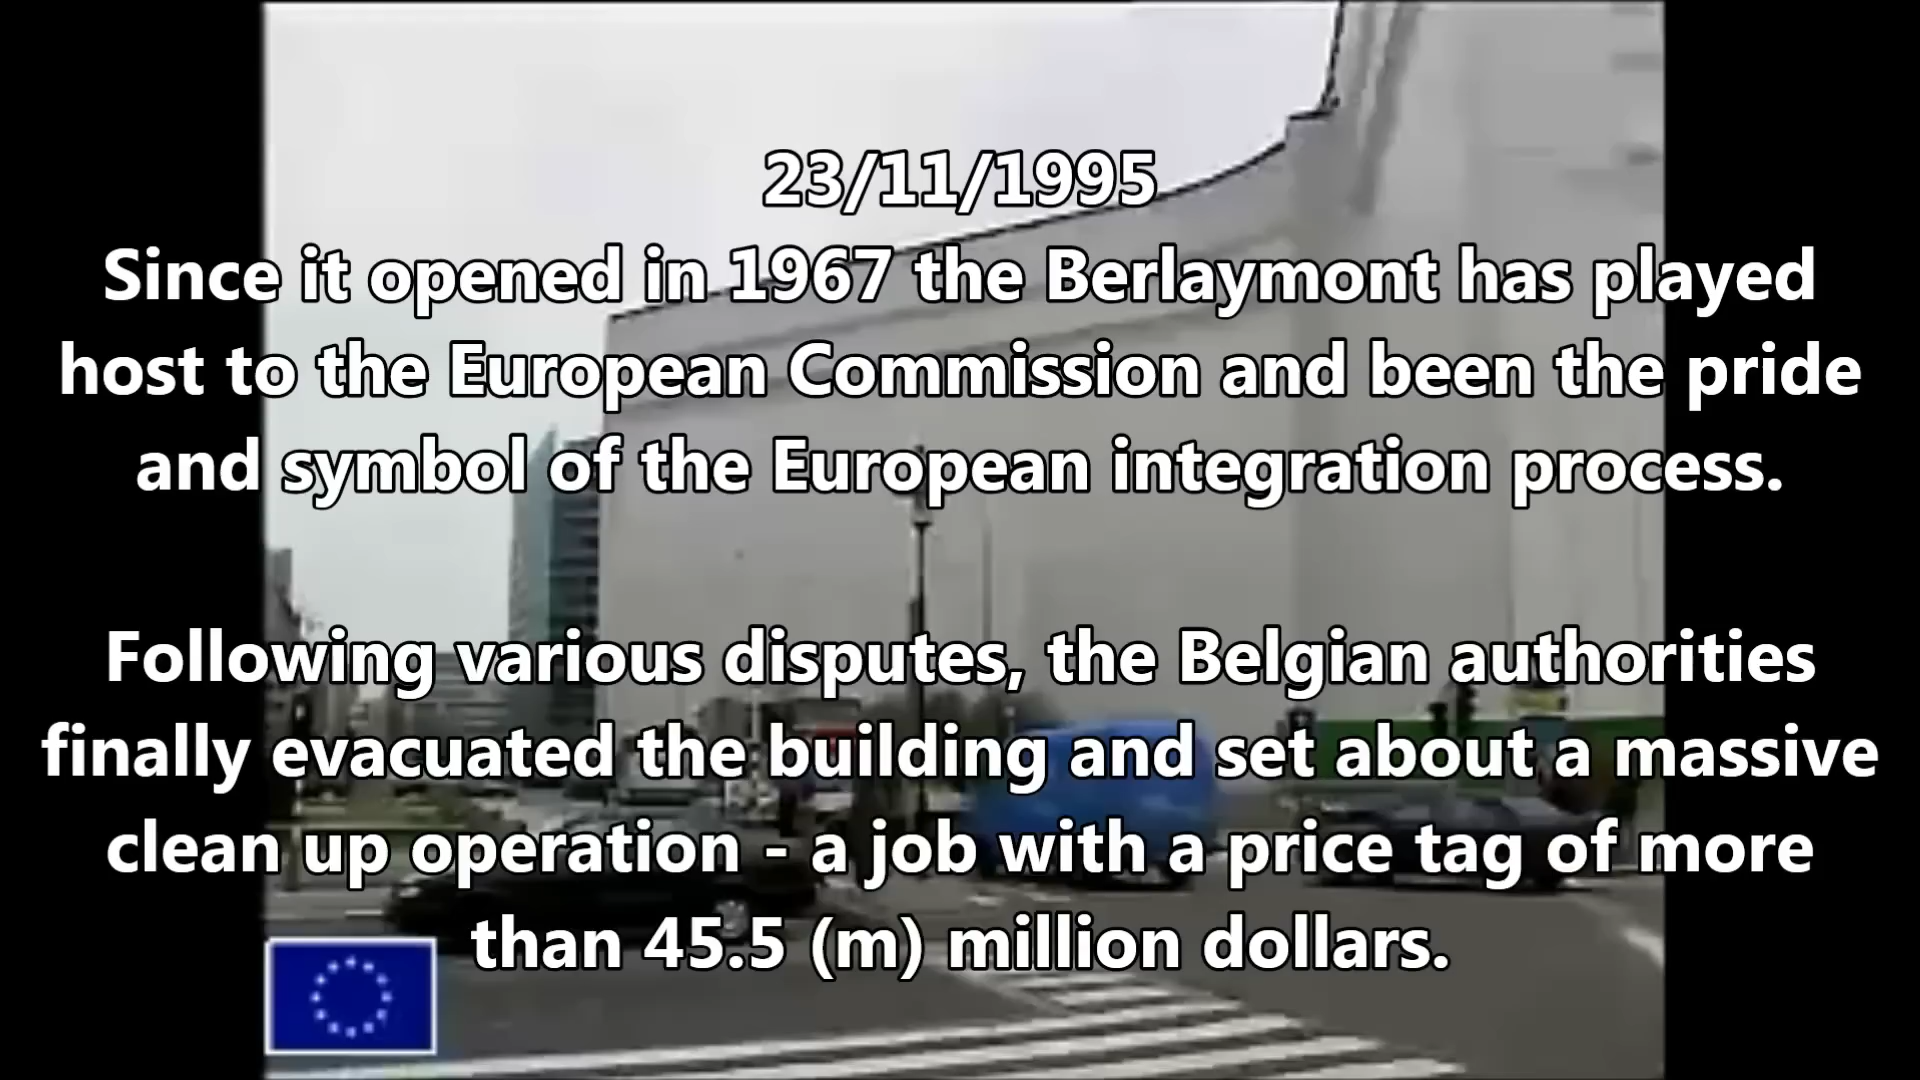 23/11/1995
Since it opened in 1967 the Berlaymont has played
host to the European Commission and been the pride
and symbol of the European integration process.
Following various disputes, the Belgian authorities
finally evacuated the building and set about a massive
clean up operation - a job with a price tag of more
than 45.5 (m) million dollars.